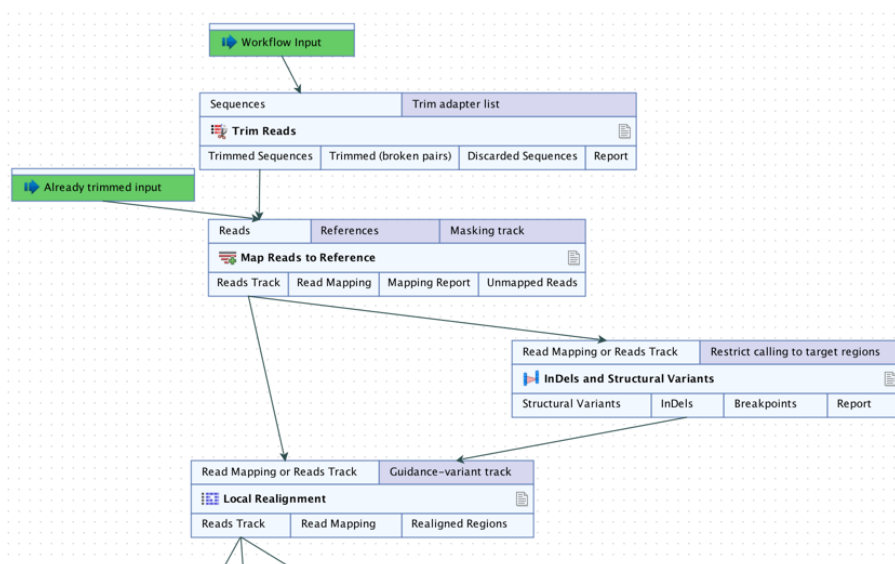 Workflow Input
Sequences Trim adapter list
Trim Reads
Trimmed Sequences Trimmed (broken pairs) Discarded Sequences Report
Already trimmed input
Reads References Masking track
Map Reads to Reference
Reads Track Read Mapping Mapping Report Unmapped Reads
Read Mapping or Reads Track Restrict calling to target regions
InDels and Structural Variants
Structural Variants InDels Breakpoints Report
Read Mapping or Reads Track Guidance-variant track
Local Realignment
Reads Track Read Mapping Realigned Regions